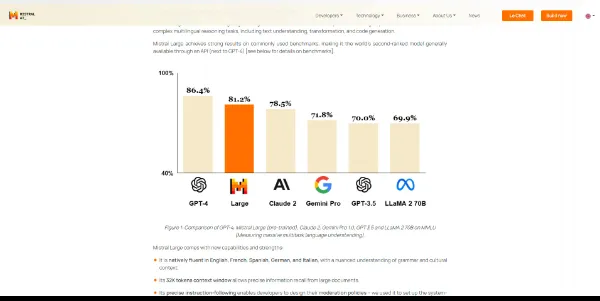 MISTRAL
AI_
Developers
Technology
Business
About Us
News
Le Chat
Build Now
complex multilingual reasoning tasks, including text understanding, transformation, and code generation.
Mistral Large achieves strong results on commonly used benchmarks, making it the world's second-ranked model generally
available through an API (next to GPT-4) [see below for details on benchmarks].
100%
86.4%
81.2%
78.5%
71.8%
70.0%
69.9%
40%
GPT-4
Large
Claude 2
Gemini Pro
GPT-3.5
LLaMA 2 70B
Figure 1: Comparison of GPT-4, Mistral Large (pre-trained), Claude 2, Gemini Pro 1.0, GPT 3.5 and LLaMA 2 70B on MMLU
(Measuring massive multitask language understanding).
Mistral Large comes with new capabilities and strengths:
It is natively fluent in English, French, Spanish, German, and Italian, with a nuanced understanding of grammar and cultural
context.
Its 32K tokens context window allows precise information recall from large documents.
Its precise instruction-following enables developers to design their moderation policies – we used it to set up the system-